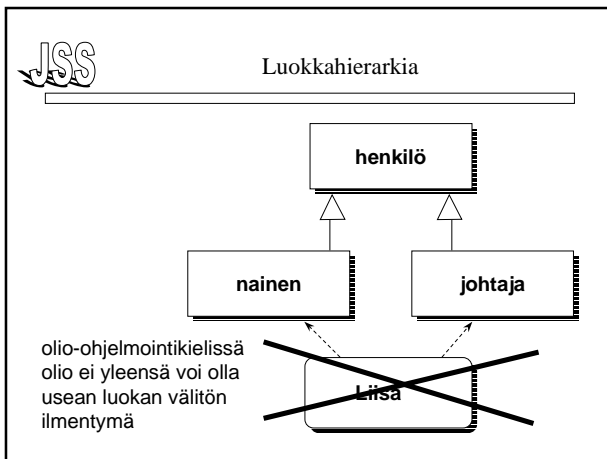 JSS
Luokkahierarkia
henkilö
nainen
johtaja
olio-ohjelmointikielissä
olio ei yleensä voi olla
usean luokan välitön
ilmentymä
Liisa